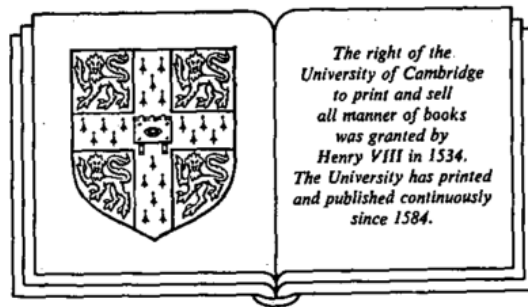 The right of the
University of Cambridge
to print and sell
all manner of books
was granted by
Henry VIII in 1534.
The University has printed
and published continuously
since 1584.